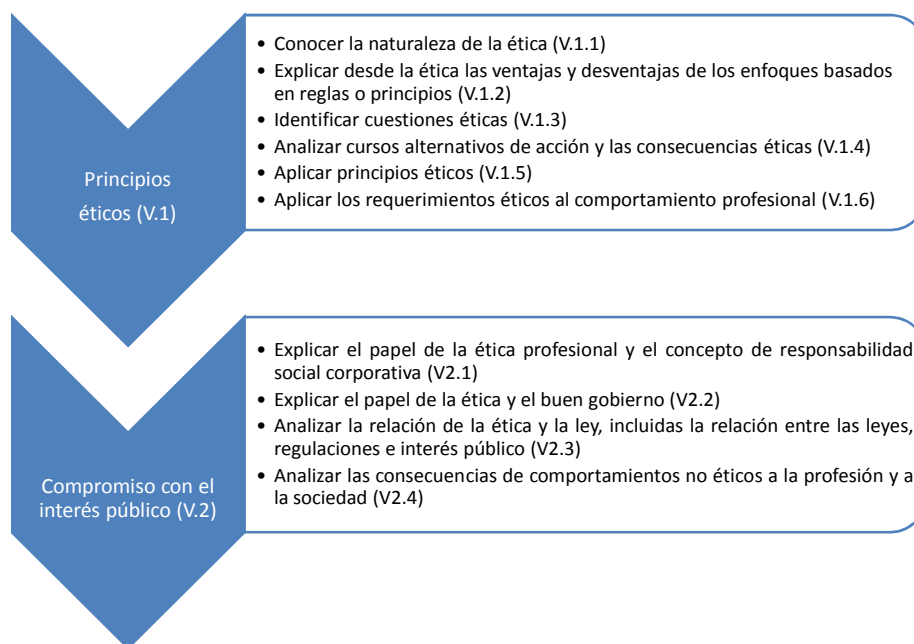 Principios
éticos (V.1)
• Conocer la naturaleza de la ética (V.1.1)
• Explicar desde la ética las ventajas y desventajas de los enfoques basados
en reglas o principios (V.1.2)
• Identificar cuestiones éticas (V.1.3)
• Analizar cursos alternativos de acción y las consecuencias éticas (V.1.4)
• Aplicar principios éticos (V.1.5)
• Aplicar los requerimientos éticos al comportamiento profesional (V.1.6)
Compromiso con el
interés público (V.2)
• Explicar el papel de la ética profesional y el concepto de responsabilidad
social corporativa (V2.1)
• Explicar el papel de la ética y el buen gobierno (V2.2)
• Analizar la relación de la ética y la ley, incluidas la relación entre las leyes,
regulaciones e interés público (V2.3)
• Analizar las consecuencias de comportamientos no éticos a la profesión y a
la sociedad (V2.4)